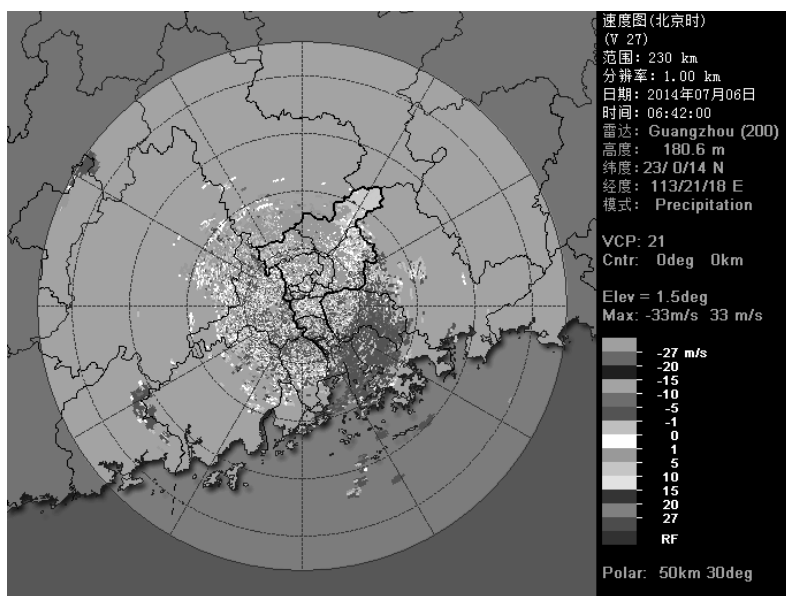 速度图(北京时)
(V 27)
范围: 230 km
分辨率: 1.00 km
日期: 2014年07月06日
时间: 06:42:00
雷达: Guangzhou (200)
高度: 180.6 m
纬度: 23/ 0/14 N
经度: 113/21/18 E
模式: Precipitation
VCP: 21
Cntr: 0deg 0km
Elev = 1.5deg
Max: -33m/s 33 m/s
-27 m/s
-20
-15
-10
-5
-1
0
1
5
10
15
20
27
RF
Polar: 50km 30deg